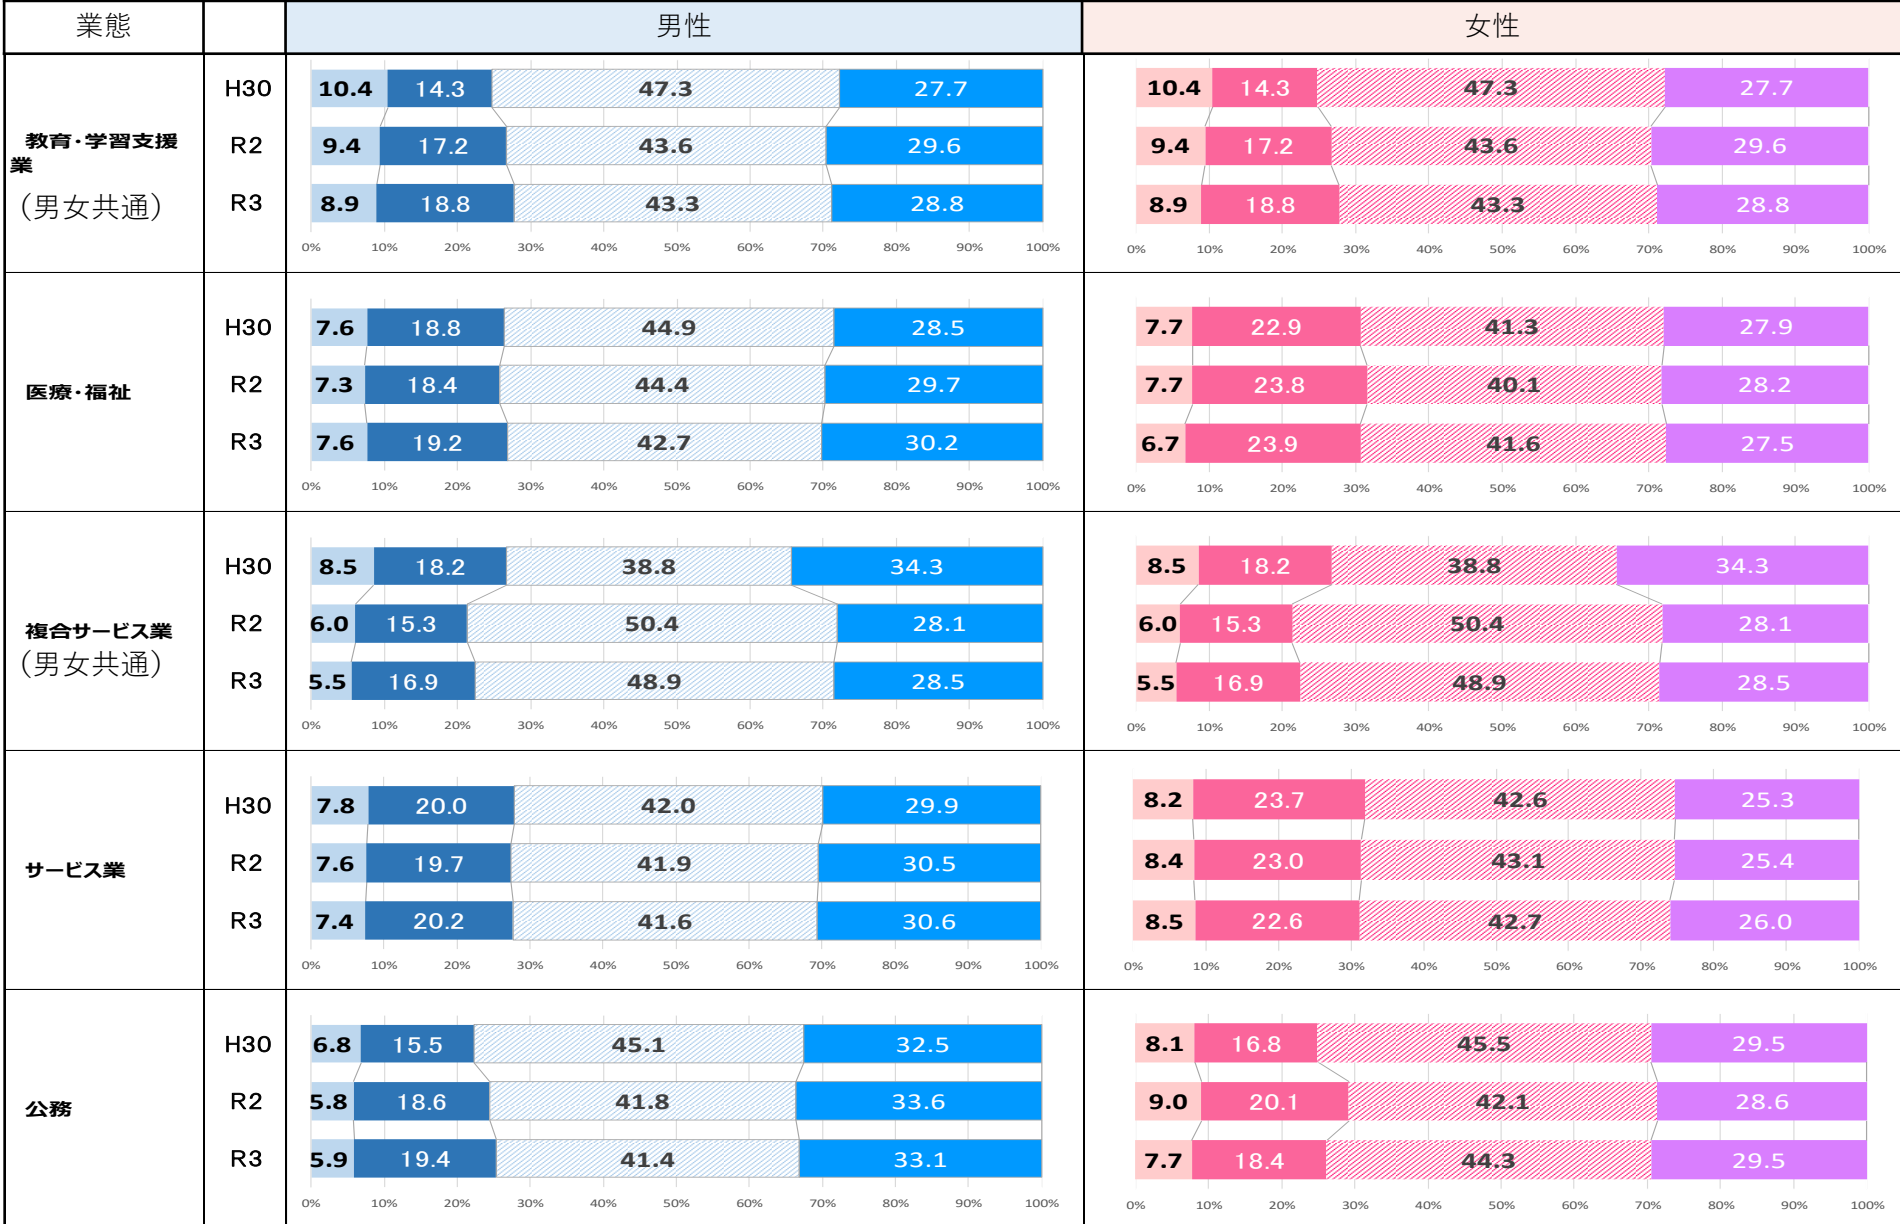 業態 男性 女性
教育・学習支援
業
（男女共通）
H30 10.4 14.3 47.3 27.7 10.4 14.3 47.3 27.7
R2 9.4 17.2 43.6 29.6 9.4 17.2 43.6 29.6
R3 8.9 18.8 43.3 28.8 8.9 18.8 43.3 28.8
0% 10% 20% 30% 40% 50% 60% 70% 80% 90% 100% 0% 10% 20% 30% 40% 50% 60% 70% 80% 90% 100%
医療・福祉
H30 7.6 18.8 44.9 28.5 7.7 22.9 41.3 27.9
R2 7.3 18.4 44.4 29.7 7.7 23.8 40.1 28.2
R3 7.6 19.2 42.7 30.2 6.7 23.9 41.6 27.5
0% 10% 20% 30% 40% 50% 60% 70% 80% 90% 100% 0% 10% 20% 30% 40% 50% 60% 70% 80% 90% 100%
複合サービス業
（男女共通）
H30 8.5 18.2 38.8 34.3 8.5 18.2 38.8 34.3
R2 6.0 15.3 50.4 28.1 6.0 15.3 50.4 28.1
R3 5.5 16.9 48.9 28.5 5.5 16.9 48.9 28.5
0% 10% 20% 30% 40% 50% 60% 70% 80% 90% 100% 0% 10% 20% 30% 40% 50% 60% 70% 80% 90% 100%
サービス業
H30 7.8 20.0 42.0 29.9 8.2 23.7 42.6 25.3
R2 7.6 19.7 41.9 30.5 8.4 23.0 43.1 25.4
R3 7.4 20.2 41.6 30.6 8.5 22.6 42.7 26.0
0% 10% 20% 30% 40% 50% 60% 70% 80% 90% 100% 0% 10% 20% 30% 40% 50% 60% 70% 80% 90% 100%
公務
H30 6.8 15.5 45.1 32.5 8.1 16.8 45.5 29.5
R2 5.8 18.6 41.8 33.6 9.0 20.1 42.1 28.6
R3 5.9 19.4 41.4 33.1 7.7 18.4 44.3 29.5
0% 10% 20% 30% 40% 50% 60% 70% 80% 90% 100% 0% 10% 20% 30% 40% 50% 60% 70% 80% 90% 100%